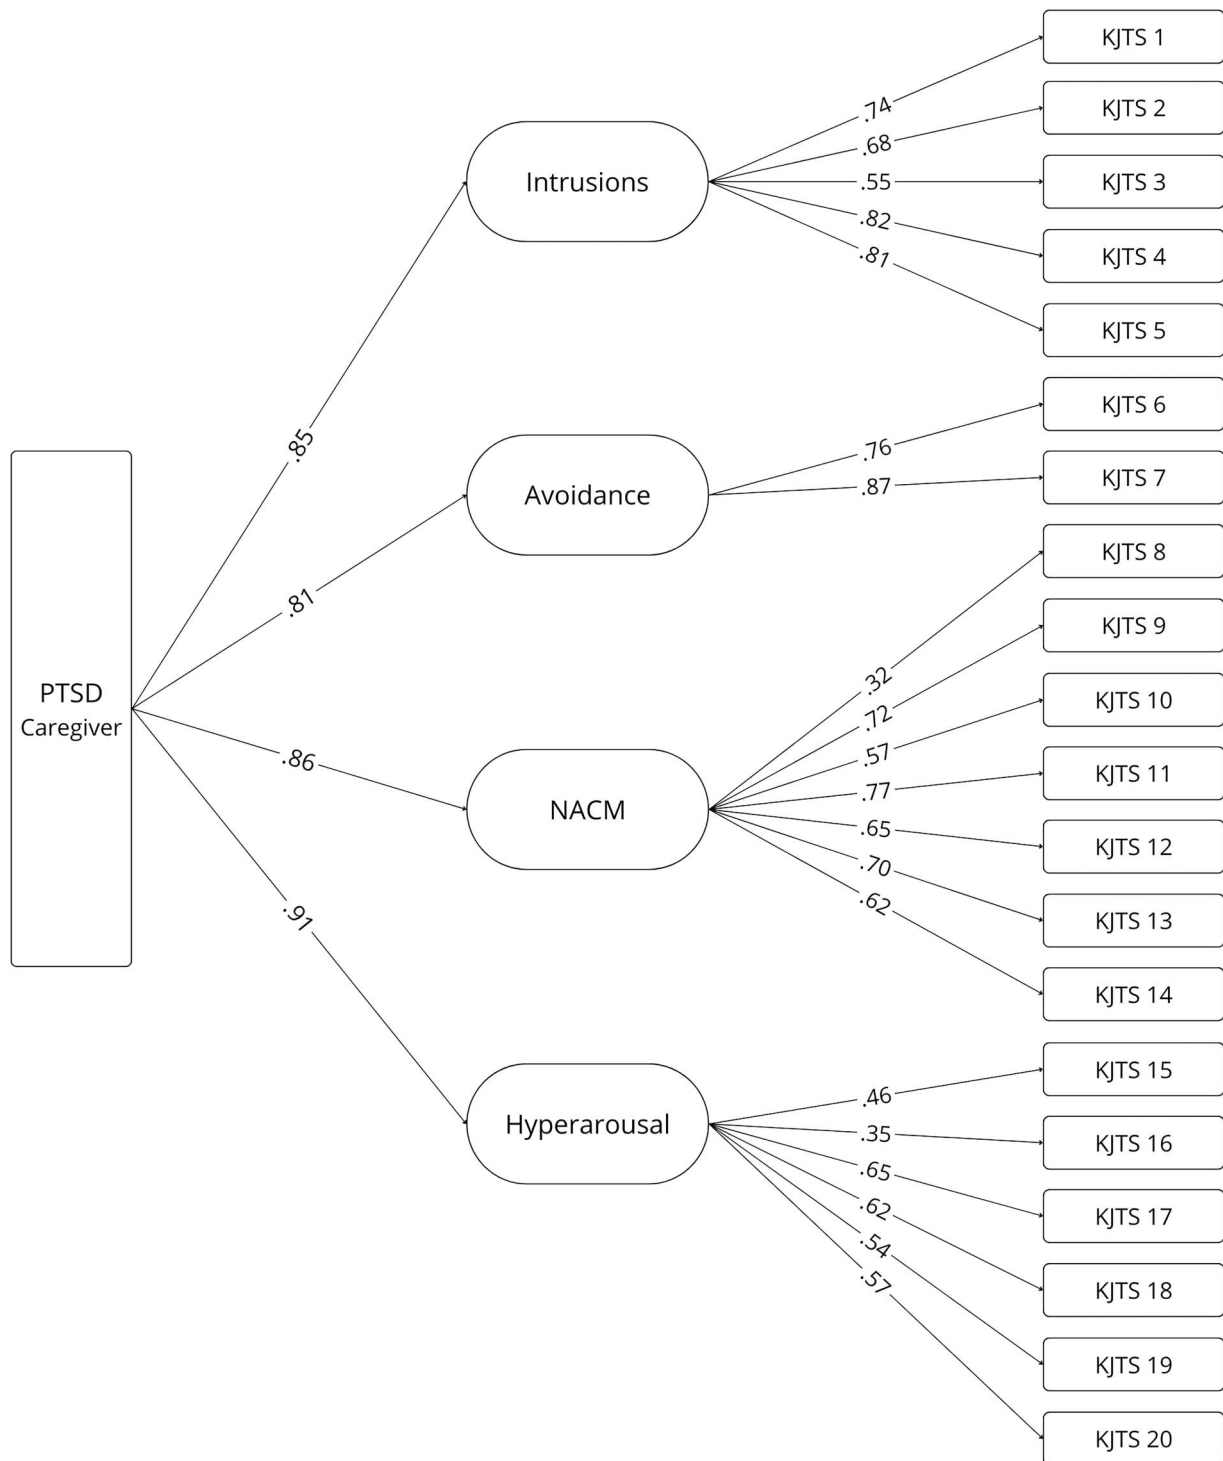 KJTS 1
.74
KJTS 2
.68
Intrusions
.55
KJTS 3
.82
KJTS 4
.81
KJTS 5
.85
KJTS 6
.76
Avoidance
.87
KJTS 7
.81
KJTS 8
.32
KJTS 9
.72
PTSD
Caregiver
.86
KJTS 10
.57
NACM
.77
KJTS 11
.65
KJTS 12
.70
KJTS 13
.62
KJTS 14
.91
KJTS 15
.46
Hyperarousal
.35
KJTS 16
.65
KJTS 17
.62
KJTS 18
.54
KJTS 19
.57
KJTS 20